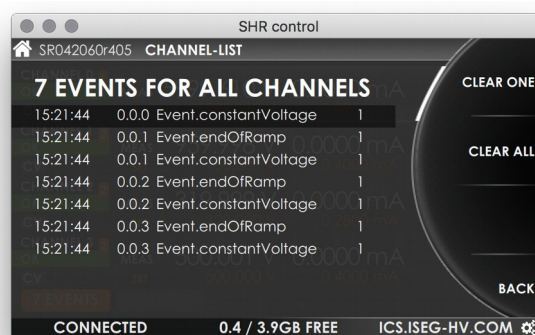 SHR control
SR042060r405 CHANNEL-LIST
7 EVENTS FOR ALL CHANNELS
CLEAR ONE
15:21:44 0.0.0 Event.constantVoltage 1
15:21:44 0.0.1 Event.endOfRamp 1
15:21:44 0.0.1 Event.constantVoltage 1
CLEAR ALL
15:21:44 0.0.2 Event.endOfRamp 1
15:21:44 0.0.2 Event.constantVoltage 1
15:21:44 0.0.3 Event.endOfRamp 1
15:21:44 0.0.3 Event.constantVoltage 1
BACK
7 EVENTS
CONNECTED 0.4 / 3.9GB FREE ICS.ISEG-HV.COM